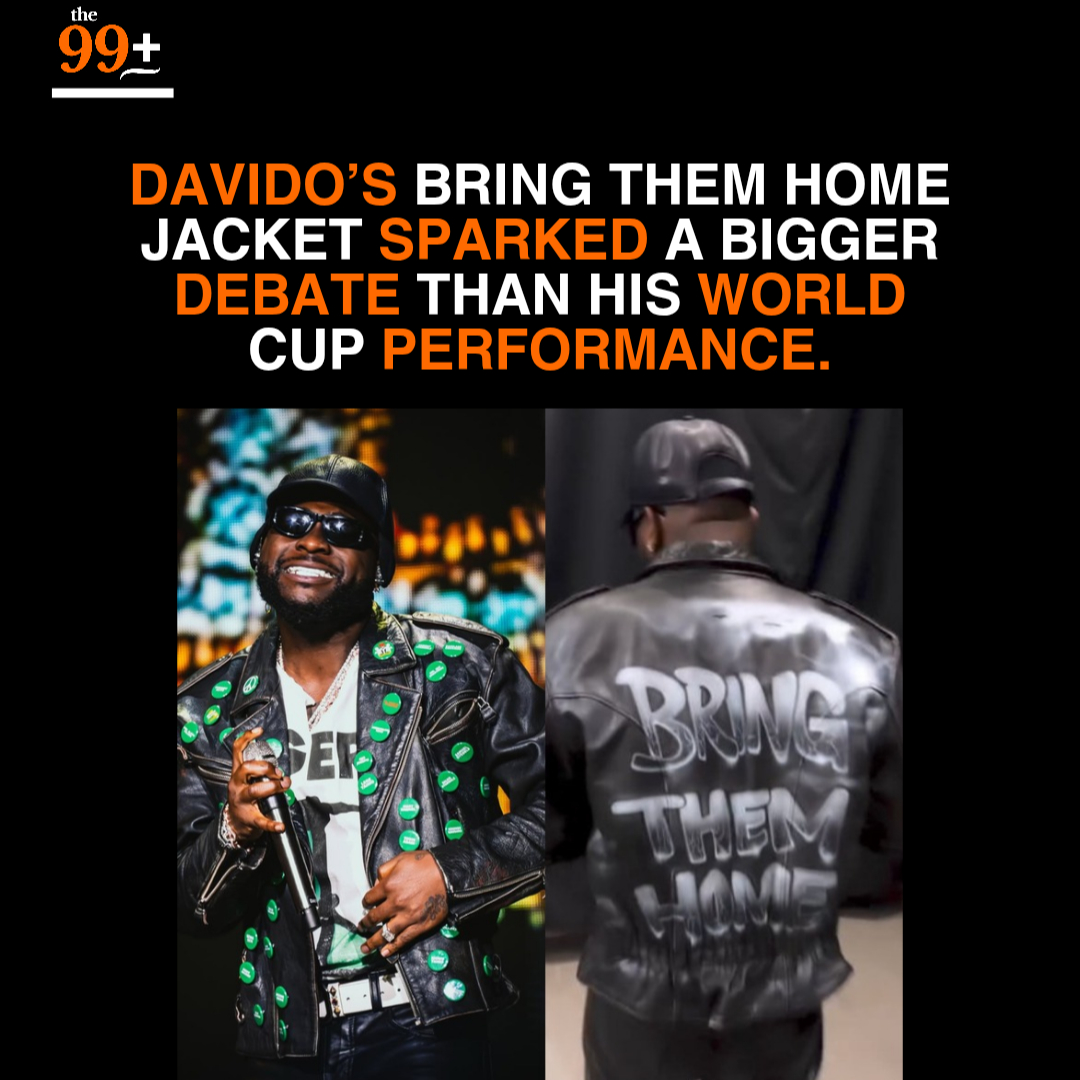 the
99±
DAVIDO’S BRING THEM HOME
JACKET SPARKED A BIGGER
DEBATE THAN HIS WORLD
CUP PERFORMANCE.
BRING
THEM
HOME